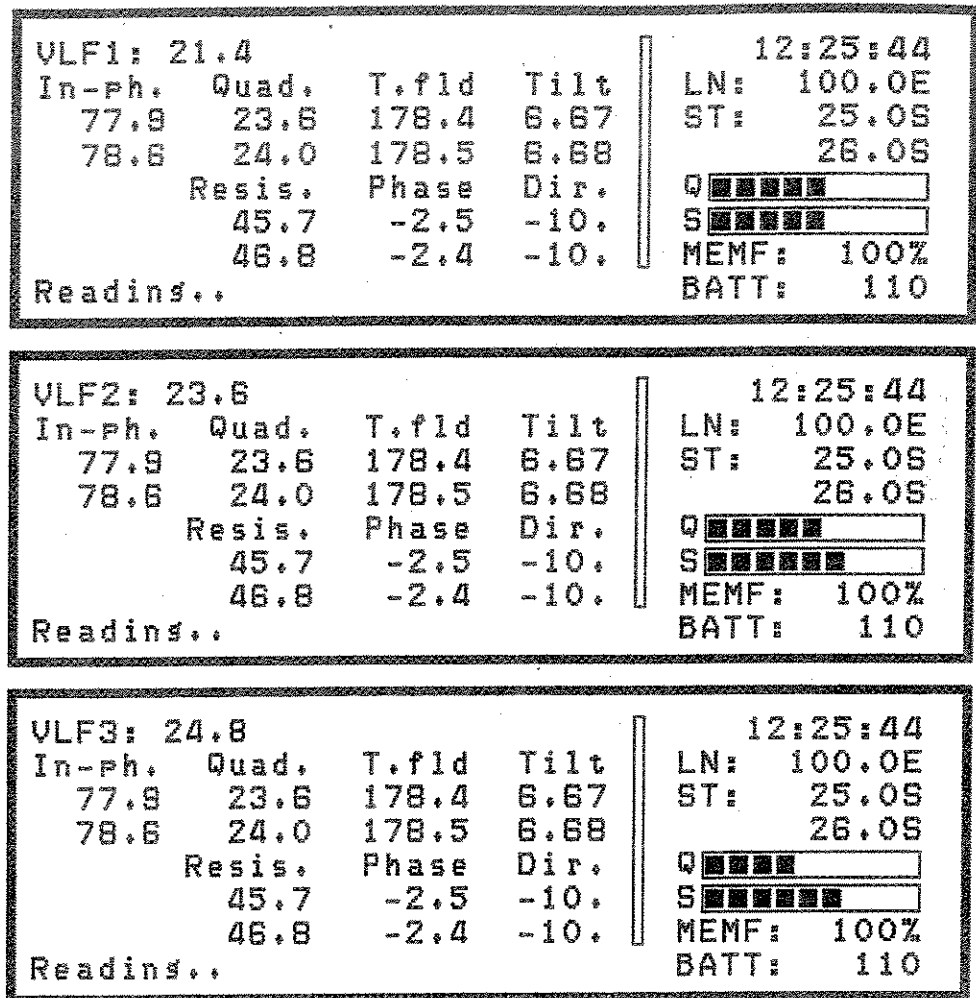 VLF1: 21.4 12:25:44
In-ph. Quad. T.fld Tilt LN: 100.0E
77.9 23.6 178.4 6.67 ST: 25.0S
78.6 24.0 178.5 6.68 26.0S
Resis. Phase Dir. Q
45.7 -2.5 -10. S
46.8 -2.4 -10. MEMF: 100%
Reading.. BATT: 110
VLF2: 23.6 12:25:44
In-ph. Quad. T.fld Tilt LN: 100.0E
77.9 23.6 178.4 6.67 ST: 25.0S
78.6 24.0 178.5 6.68 26.0S
Resis. Phase Dir. Q
45.7 -2.5 -10. S
46.8 -2.4 -10. MEMF: 100%
Reading.. BATT: 110
VLF3: 24.8 12:25:44
In-ph. Quad. T.fld Tilt LN: 100.0E
77.9 23.6 178.4 6.67 ST: 25.0S
78.6 24.0 178.5 6.68 26.0S
Resis. Phase Dir. Q
45.7 -2.5 -10. S
46.8 -2.4 -10. MEMF: 100%
Reading.. BATT: 110